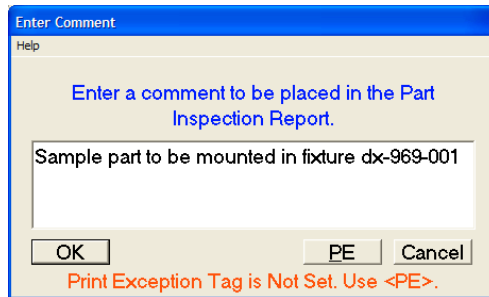 Enter Comment
Help
Enter a comment to be placed in the Part
Inspection Report.
Sample part to be mounted in fixture dx-969-001
OK
PE
Cancel
Print Exception Tag is Not Set. Use <PE>.